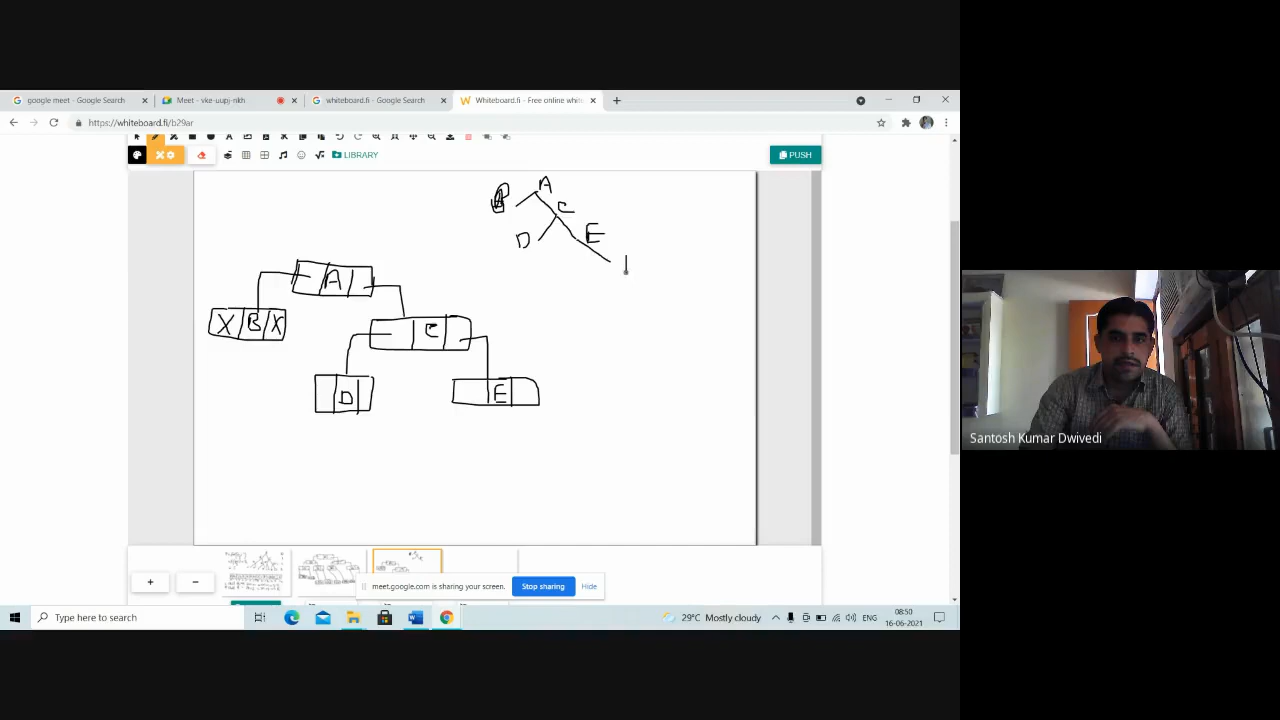 google meet - Google Search
Meet - vke-uupj-nkh
whiteboard.fi - Google Search
Whiteboard.fi - Free online white
https://whiteboard.fi/b29ar
LIBRARY
PUSH
A
C
D
E
A
X B X
C
D
E
Santosh Kumar Dwivedi
meet.google.com is sharing your screen.
Stop sharing
Hide
Type here to search
29°C Mostly cloudy
ENG
08:50
16-06-2021